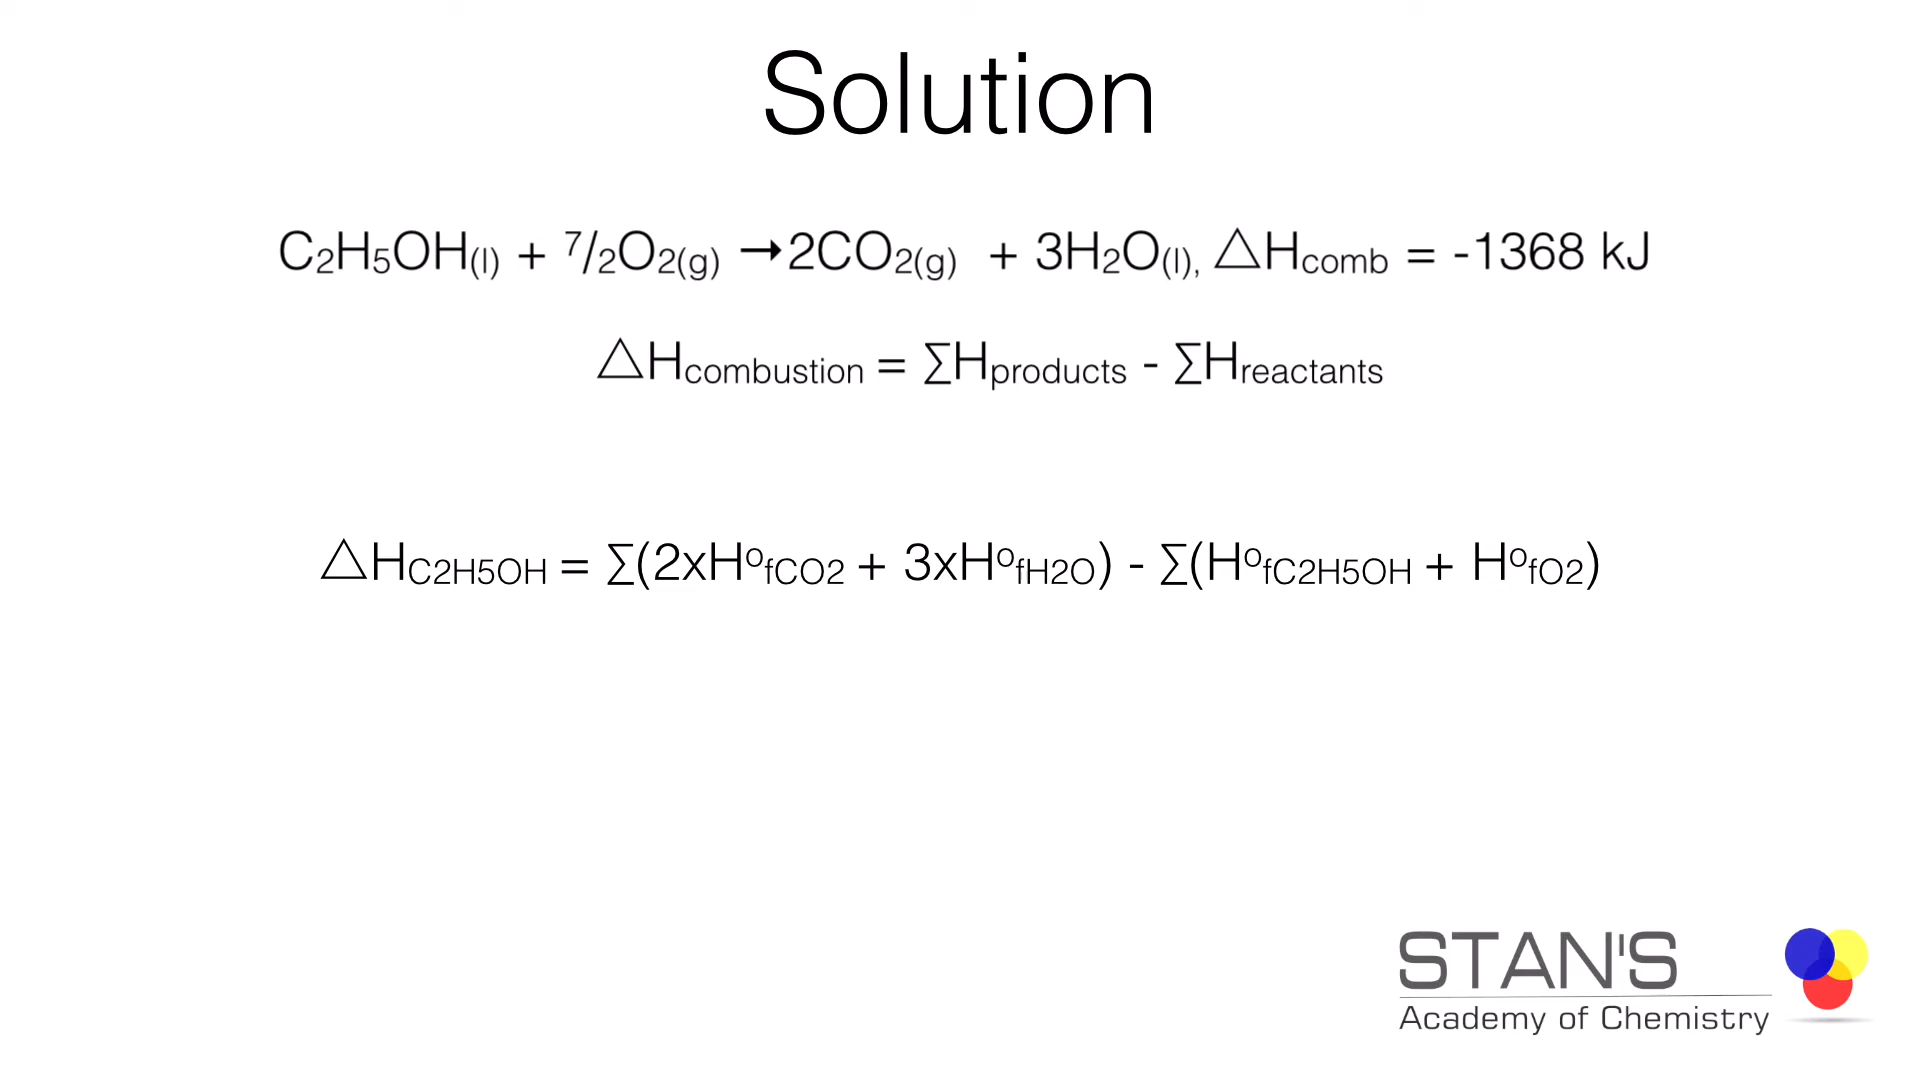 Solution
C₂H₅OH₍ₗ₎ + ⁷/₂O₂(g) →2CO₂(g) + 3H₂O(l), △Hcomb = -1368 kJ
△Hcombustion = ∑Hproducts - ∑Hreactants
△HC2H5OH = ∑(2xHºfCO2 + 3xHºfH2O) - ∑(HºfC2H5OH + HºfO2)
STAN'S
Academy of Chemistry